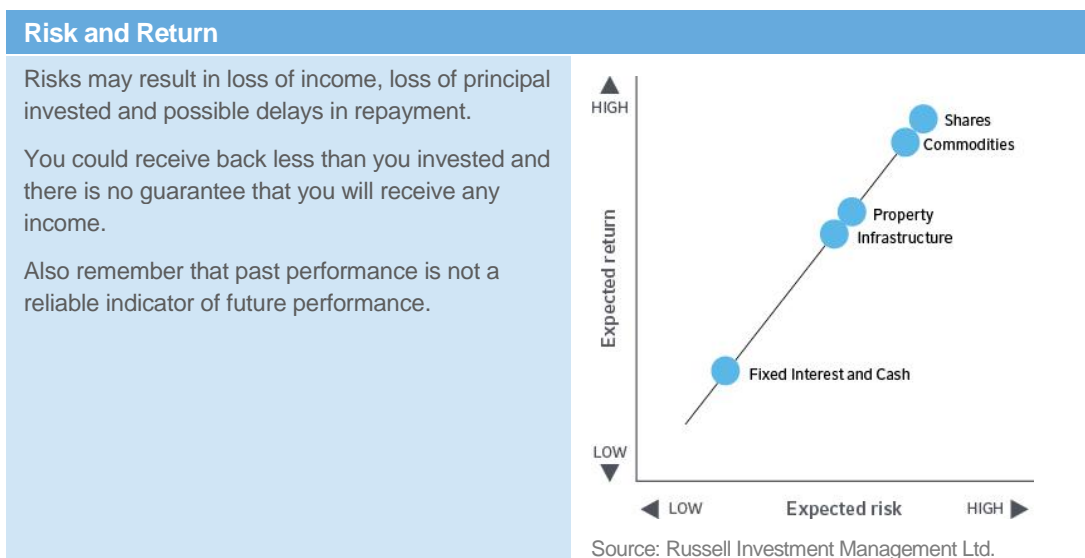 Risk and Return
Risks may result in loss of income, loss of principal
invested and possible delays in repayment.
You could receive back less than you invested and
there is no guarantee that you will receive any
income.
Also remember that past performance is not a
reliable indicator of future performance.
HIGH
Shares
Commodities
Property
Infrastructure
Expected return
Fixed Interest and Cash
LOW
LOW Expected risk HIGH
Source: Russell Investment Management Ltd.